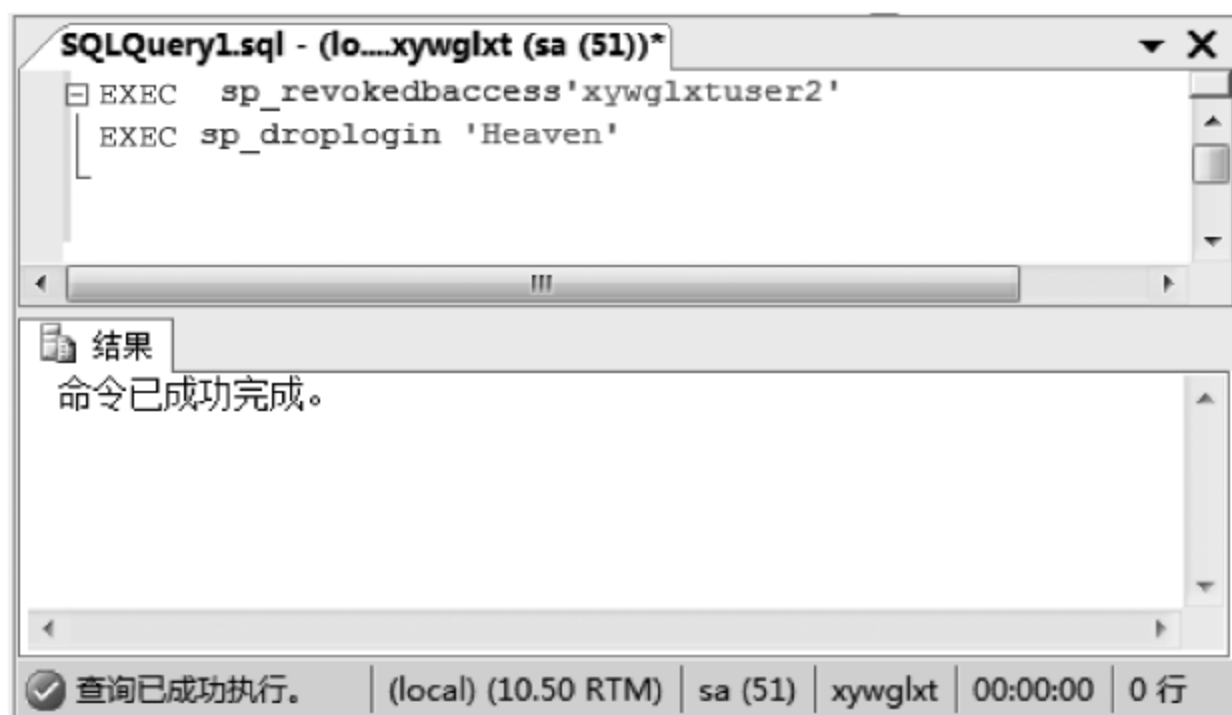 SQLQuery1.sql - (lo....xywglxt (sa (51))*
EXEC  sp_revokedbaccess'xywglxtuser2'
EXEC sp_droplogin 'Heaven'
结果
命令已成功完成。
查询已成功执行。 (local) (10.50 RTM) sa (51) xywglxt 00:00:00 0 行